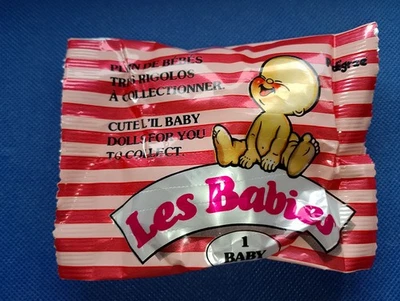 PLEIN DE BEBES
TRES RIGOLOS
A COLLECTIONNER.
CUTE L'IL BABY
DOLLS FOR YOU
TO COLLECT.
Les Babies
1
BABY